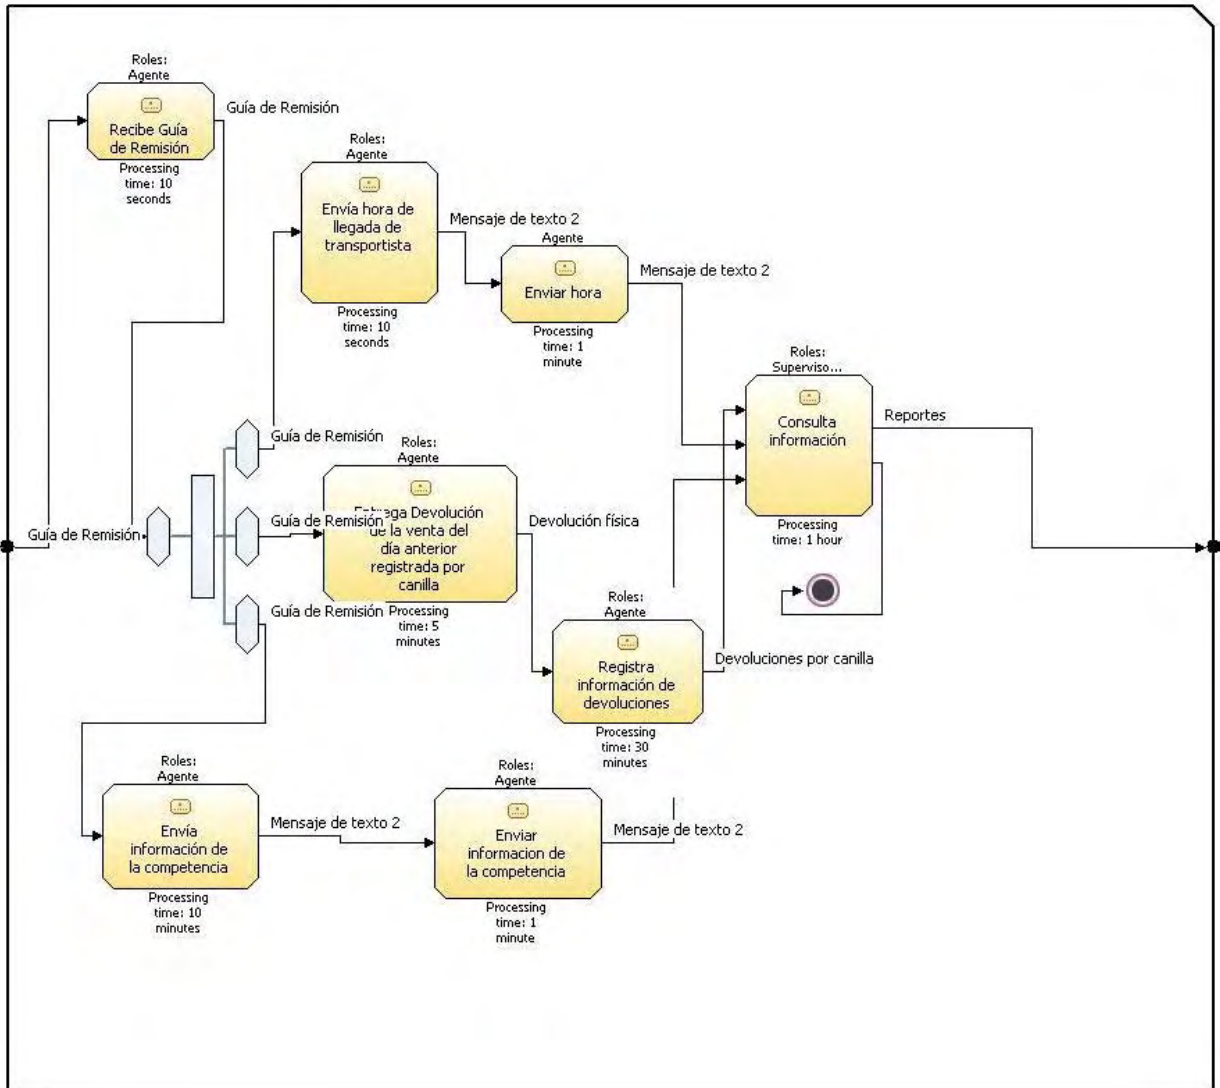 Roles:
Agente
Recibe Guía
de Remisión
Processing
time: 10
seconds
Guía de Remisión
Roles:
Agente
Envía hora de
llegada de
transportista
Processing
time: 10
seconds
Mensaje de texto 2
Agente
Enviar hora
Processing
time: 1
minute
Mensaje de texto 2
Roles:
Superviso...
Consulta
información
Processing
time: 1 hour
Reportes
Guía de Remisión
Guía de Remisión
Guía de Remisión
Guía de Remisión
Roles:
Agente
Entrega Devolución
de la venta del
día anterior
registrada por
canilla
Processing
time: 5
minutes
Devolución física
Roles:
Agente
Registra
información de
devoluciones
Processing
time: 30
minutes
Devoluciones por canilla
Roles:
Agente
Envía
información de
la competencia
Processing
time: 10
minutes
Mensaje de texto 2
Roles:
Agente
Enviar
informacion de
la competencia
Processing
time: 1
minute
Mensaje de texto 2